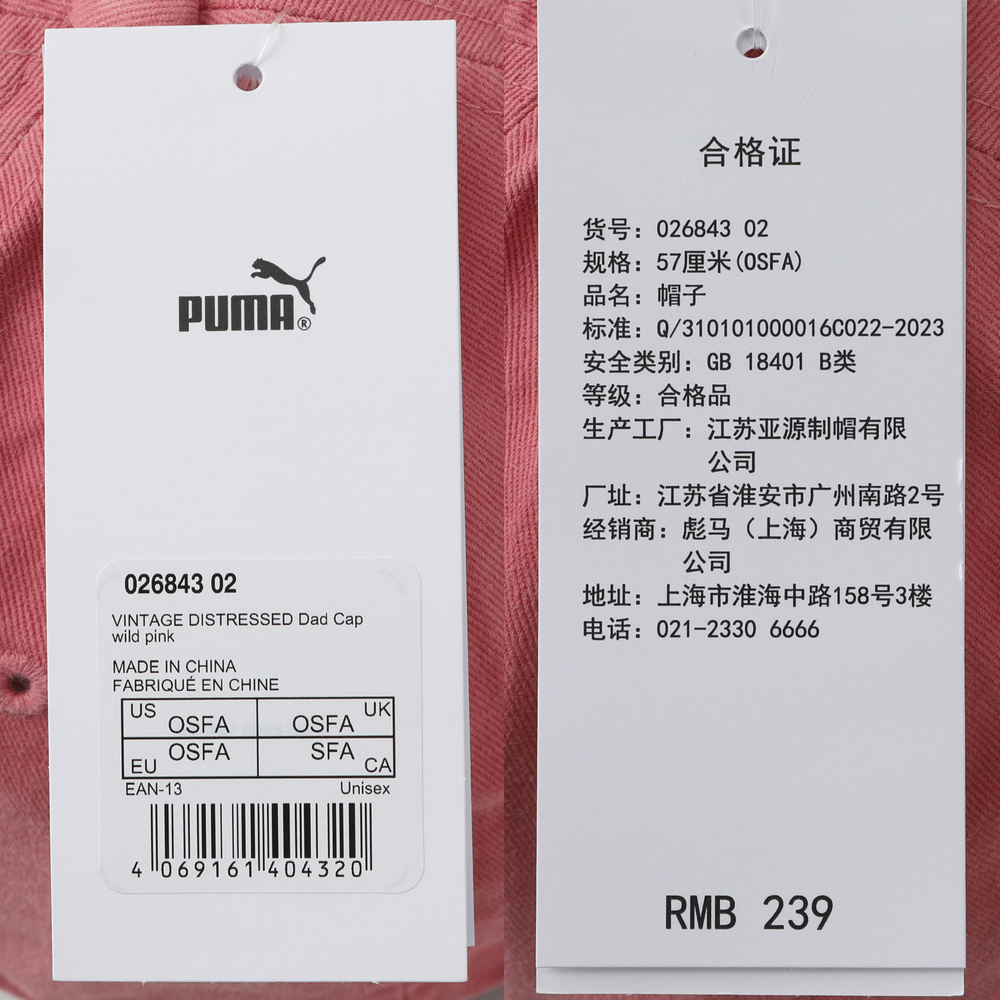 PUMA®
026843 02
VINTAGE DISTRESSED Dad Cap
wild pink
MADE IN CHINA
FABRIQUÉ EN CHINE
US OSFA OSFA UK
EU OSFA SFA CA
EAN-13 Unisex
4 069161 404320
合格证
货号：026843 02
规格：57厘米(OSFA)
品名：帽子
标准：Q/310101000016C022-2023
安全类别：GB 18401 B类
等级：合格品
生产工厂：江苏亚源制帽有限
公司
厂址：江苏省淮安市广州南路2号
经销商：彪马（上海）商贸有限
公司
地址：上海市淮海中路158号3楼
电话：021-2330 6666
RMB 239